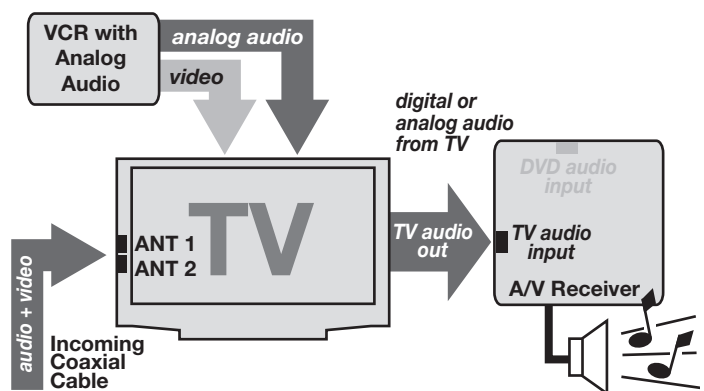 VCR with
Analog
Audio
analog audio
video
digital or
analog audio
from TV
DVD audio
input
TV
ANT 1
ANT 2
TV audio
out
TV audio
input
A/V Receiver
audio + video
Incoming
Coaxial
Cable